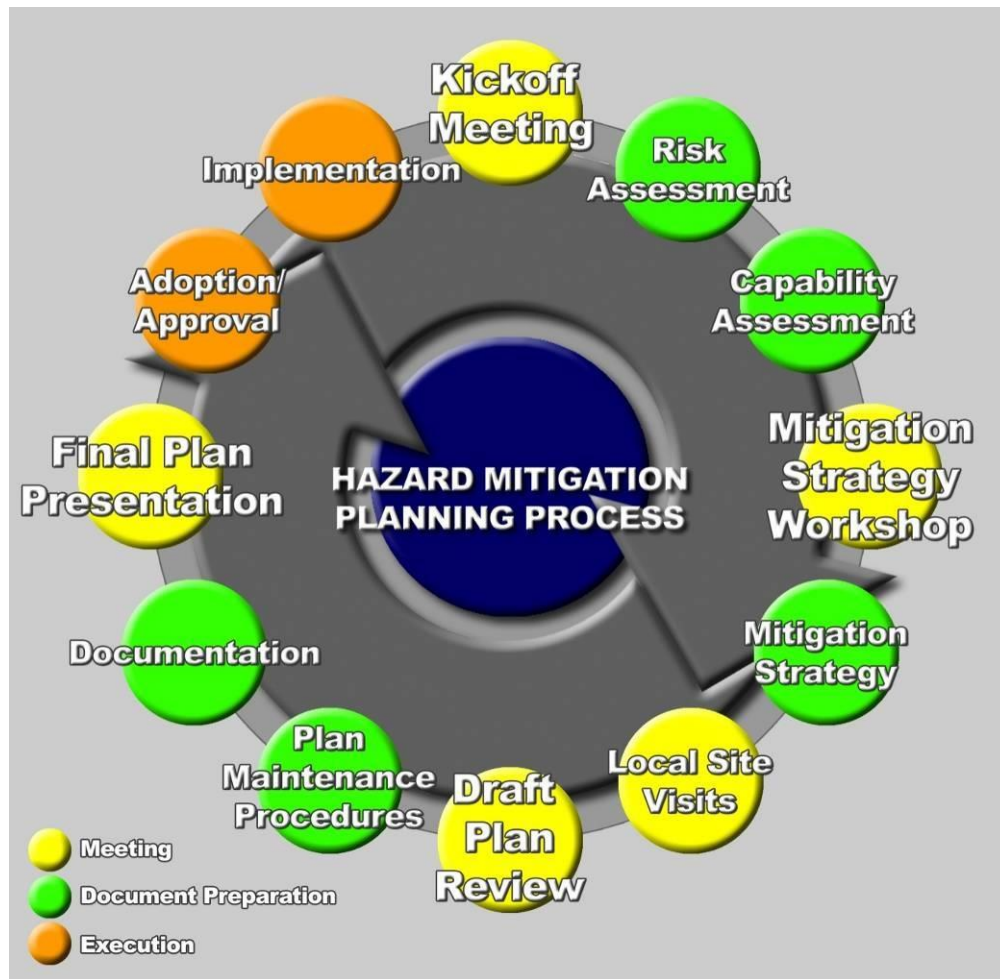 Kickoff
Meeting
Risk
Assessment
Capability
Assessment
Mitigation
Strategy
Workshop
Mitigation
Strategy
Local Site
Visits
Draft
Plan
Review
Plan
Maintenance
Procedures
Documentation
Final Plan
Presentation
Adoption/
Approval
Implementation
HAZARD MITIGATION
PLANNING PROCESS
Meeting
Document Preparation
Execution